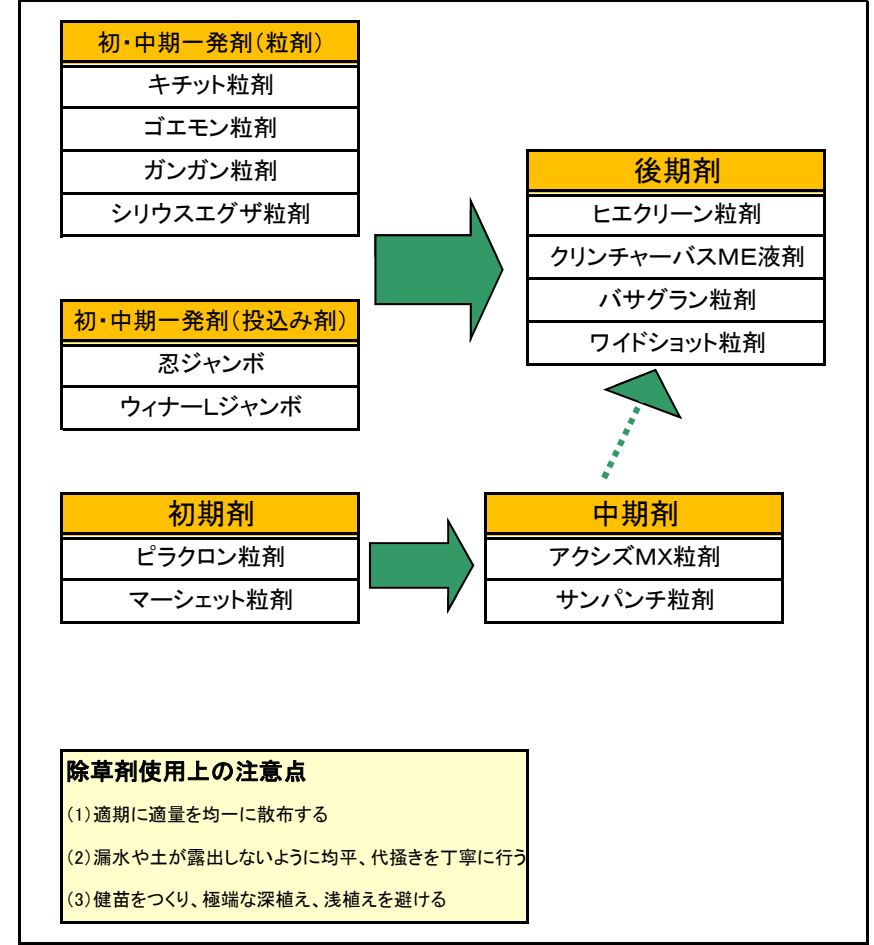 初・中期一発剤(粒剤)
キチット粒剤
ゴエモン粒剤
ガンガン粒剤
シリウスエグザ粒剤
初・中期一発剤(投込み剤)
忍ジャンボ
ウィナーLジャンボ
後期剤
ヒエクリーン粒剤
クリンチャーバスME液剤
バサグラン粒剤
ワイドショット粒剤
初期剤
ピラクロン粒剤
マーシェット粒剤
中期剤
アクシズMX粒剤
サンパンチ粒剤
除草剤使用上の注意点
(1)適期に適量を均一に散布する
(2)漏水や土が露出しないように均平、代掻きを丁寧に行う
(3)健苗をつくり、極端な深植え、浅植えを避ける